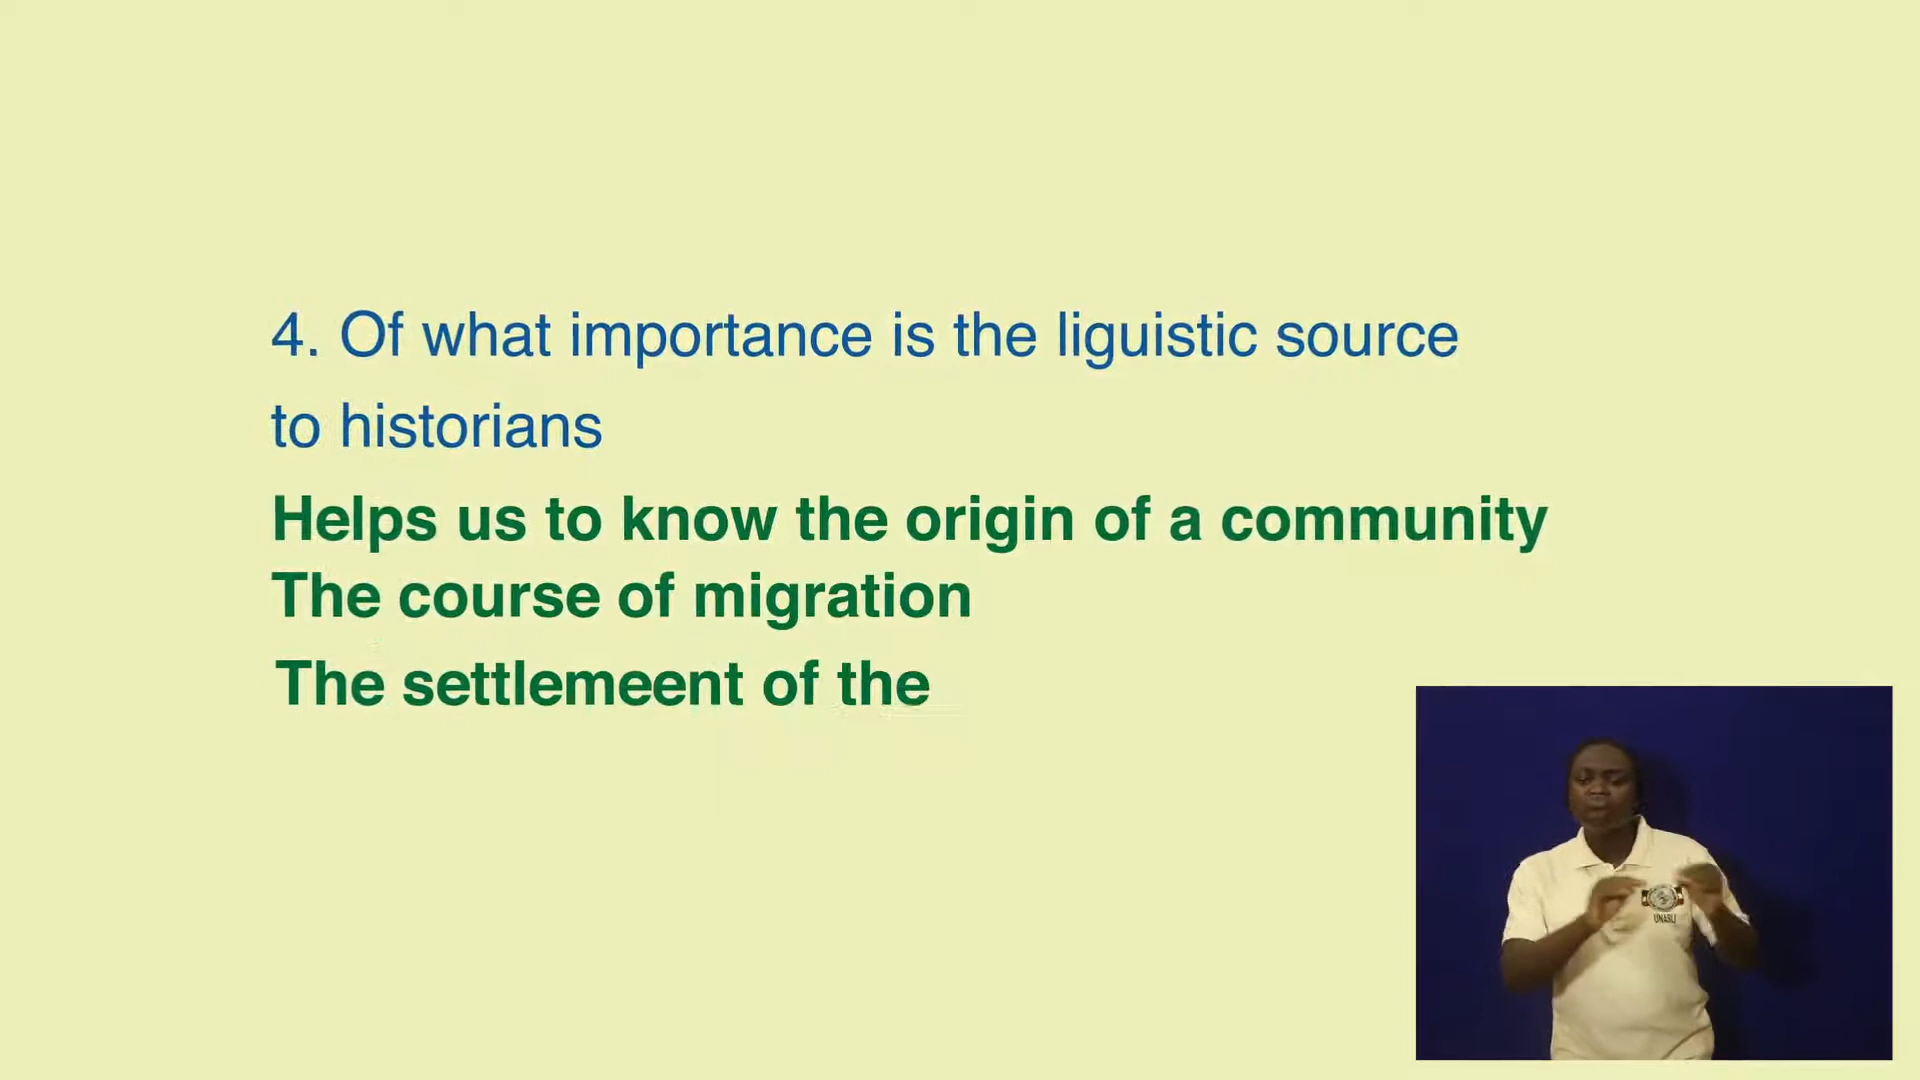 4. Of what importance is the liguistic source
to historians
Helps us to know the origin of a community
The course of migration
The settlemeent of the
UNASLI